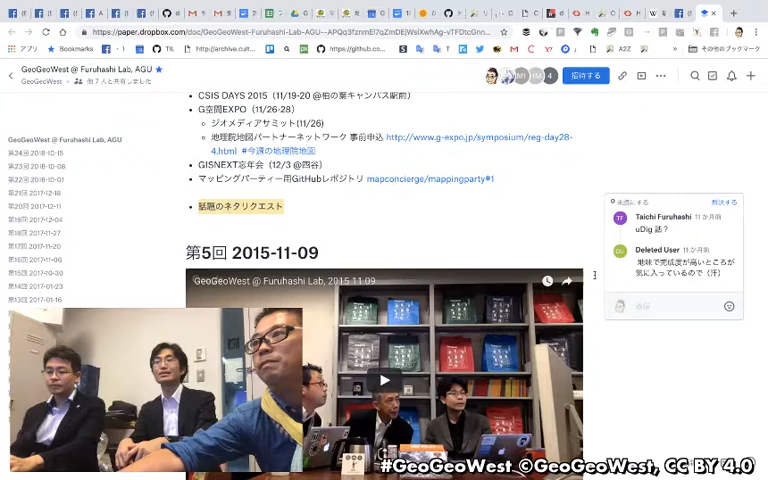 https://paper.dropbox.com/doc/GeoGeoWest-Furuhashi-Lab-AGU--APQq3fznmEl7qZmDEjWslXwhAg-vTFDtcGnn...
アプリ
Bookmarks
TIL
http://archive.cult...
https://github.co...
A2Z
その他のブックマーク
GeoGeoWest @ Furuhashi Lab, AGU ★
GeoGeoWest
他 7 人と共有しました
MI
HM
4
招待する
CSIS DAYS 2015（11/19-20 @柏の葉キャンパス駅前）
G空間EXPO（11/26-28）
ジオメディアサミット(11/26)
地理院地図パートナーネットワーク 事前申込 http://www.g-expo.jp/symposium/reg-day28-
4.html #今週の地理院地図
GISNEXT忘年会（12/3 @四谷）
マッピングパーティー用GitHubレポジトリ mapconcierge/mappingparty#1
話題のネタリクエスト
GeoGeoWest @ Furuhashi Lab, AGU
第24回 2018-10-15
第23回 2018-10-08
第22回 2018-10-01
第21回 2017-12-18
第20回 2017-12-11
第19回 2017-12-04
第18回 2017-11-27
第17回 2017-11-20
第16回 2017-11-06
第15回 2017-10-30
第14回 2017-01-23
第13回 2017-01-16
未読にする
解決する
TF
Taichi Furuhashi 11 か月前
uDig 話？
DU
Deleted User 11 か月前
地味で完成度が高いところが
気に入っているので（汗）
返信
第5回 2015-11-09
GeoGeoWest @ Furuhashi Lab, 2015 11 09
#GeoGeoWest ©GeoGeoWest, CC BY 4.0